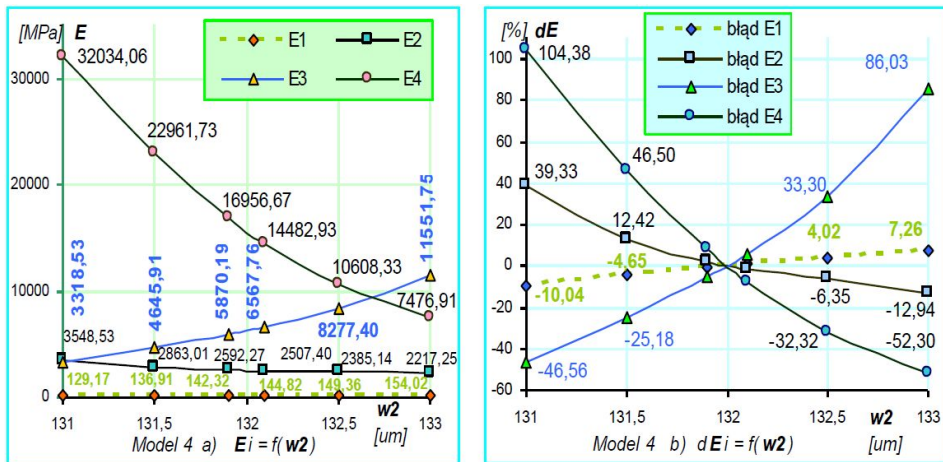 [MPa] E
32034,06
E1 E2
E3 E4
30000
22961,73
20000
16956,67
14482,93
10608,33
7476,91
10000
3318,53
4645,91
5870,19
6567,76
8277,40
11551,75
3548,53
2863,01 2592,27 2507,40 2385,14 2217,25
129,17 136,91 142,32 144,82 149,36 154,02
0
w2
131 131,5 132 132,5 133
Model 4 a) Ei = f(w2) [um]
[%] dE
104,38
błąd E1
błąd E2
błąd E3
błąd E4
86,03
100
80
60
46,50
39,33
40
33,30
20
12,42
4,02
7,26
0
-4,65
-10,04
-6,35
-12,94
-20
-25,18
-32,32
-40
-46,56
-52,30
-60
w2
131 131,5 132 132,5 133
Model 4 b) dEi = f(w2) [um]